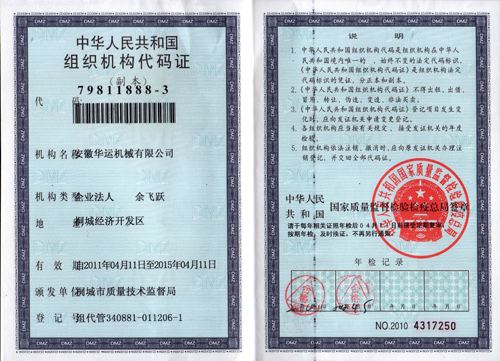 中华人民共和国
组织机构代码证
(副本)
代码: 79811888-3
机构名称: 安徽华运机械有限公司
机构类型: 企业法人 余飞跃
地址: 桐城经济开发区
有效期: 自2011年04月11日至2015年04月11日
颁发单位: 桐城市质量技术监督局
登记号: 组代管340881-011206-1
说明
1. 中华人民共和国组织机构代码是组织机构在中华人
民共和国境内唯一的、始终不变的法定代码标识,
《中华人民共和国组织机构代码证》是组织机构法定
代码标识的凭证,分正本和副本。
2.《中华人民共和国组织机构代码证》不得出租、出借、
冒用、转让、伪造、变造、非法买卖。
3.《中华人民共和国组织机构代码证》登记项目发生变
化时,应向发证机关申请变更登记。
4. 各组织机构应当按有关规定,接受发证机关的年度
检验。
5. 组织机构依法注销、撤消时,应向原发证机关办理注
销登记,并交回全部代码证。
中华人民
共和国
国家质量监督检验检疫总局签章
年检记录
年 月 日
NO.2010 4317250